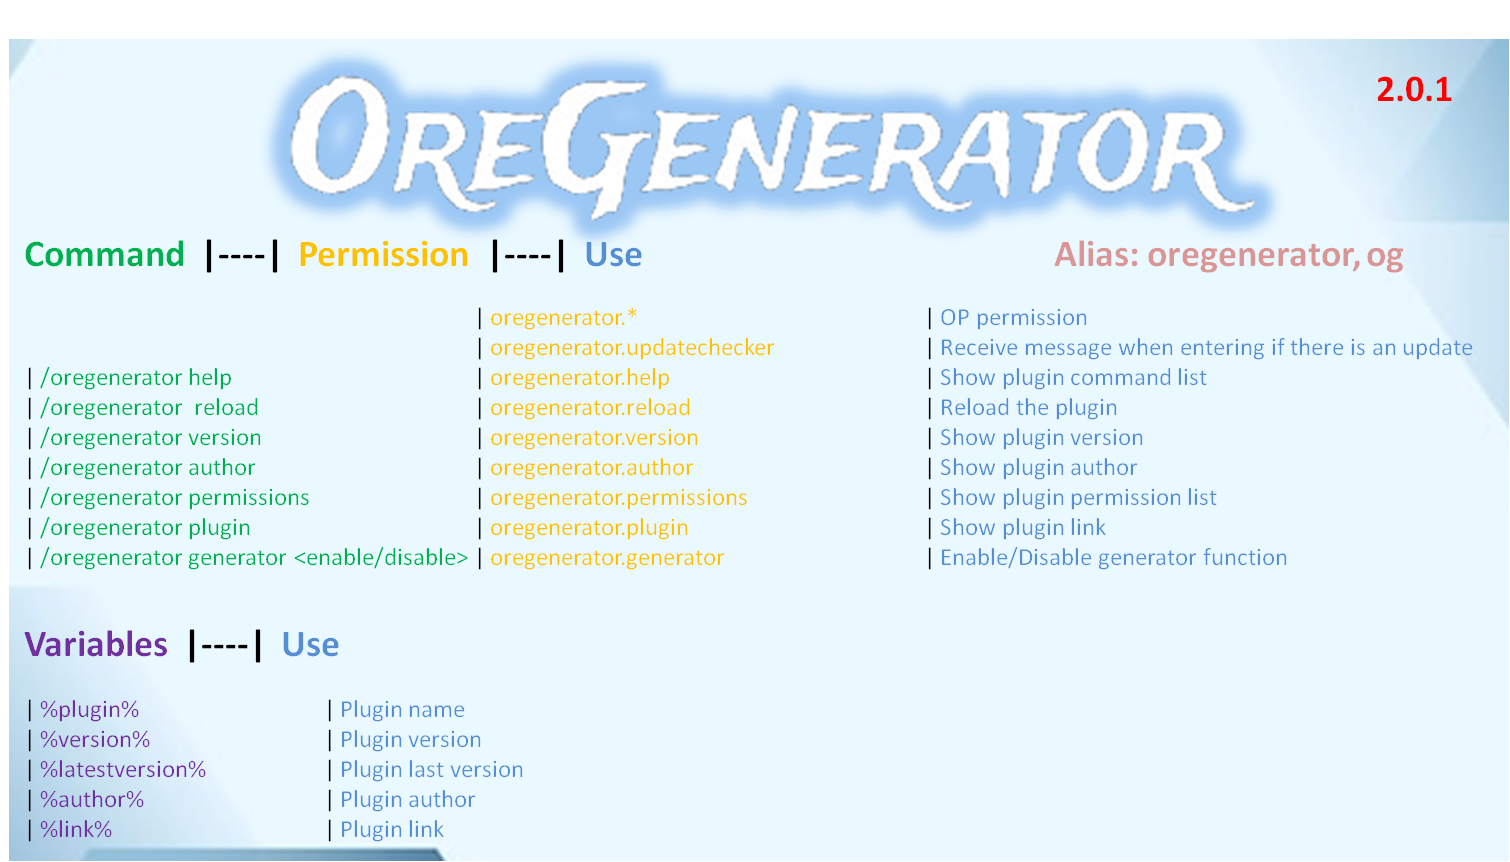 2.0.1
OREGENERATOR
Command |----| Permission |----| Use Alias: oregenerator, og
| oregenerator.* | OP permission
| oregenerator.updatechecker | Receive message when entering if there is an update
| /oregenerator help | oregenerator.help | Show plugin command list
| /oregenerator  reload | oregenerator.reload | Reload the plugin
| /oregenerator version | oregenerator.version | Show plugin version
| /oregenerator author | oregenerator.author | Show plugin author
| /oregenerator permissions | oregenerator.permissions | Show plugin permission list
| /oregenerator plugin | oregenerator.plugin | Show plugin link
| /oregenerator generator <enable/disable> | oregenerator.generator | Enable/Disable generator function
Variables |----| Use
| %plugin% | Plugin name
| %version% | Plugin version
| %latestversion% | Plugin last version
| %author% | Plugin author
| %link% | Plugin link